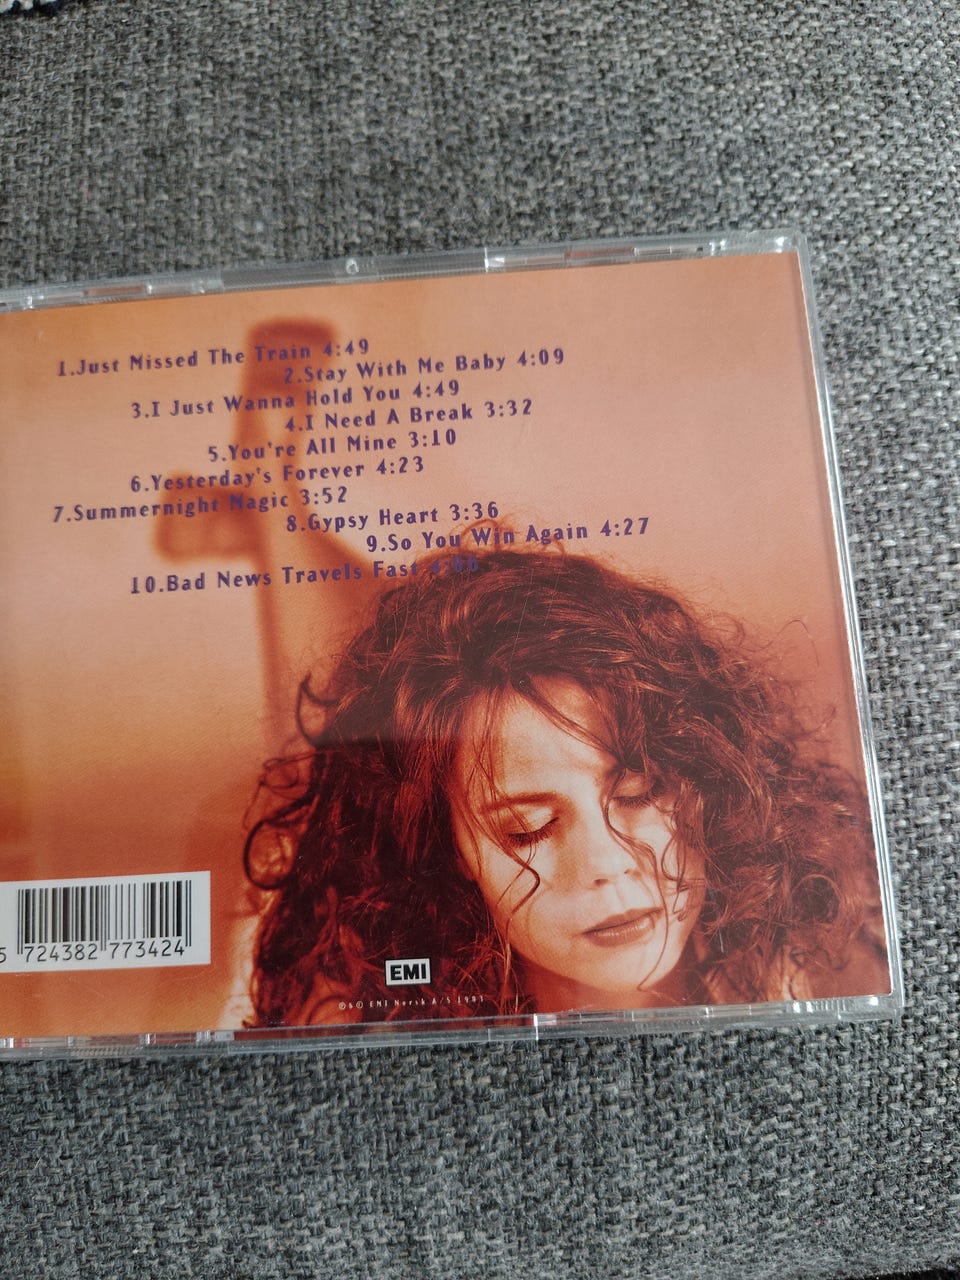 1.Just Missed The Train 4:49
2.Stay With Me Baby 4:09
3.I Just Wanna Hold You 4:49
4.I Need A Break 3:32
5.You're All Mine 3:10
6.Yesterday's Forever 4:23
7.Summernight Magic 3:52
8.Gypsy Heart 3:36
9.So You Win Again 4:27
10.Bad News Travels Fast
5 724382 773424
EMI
℗&© EMI Norsk A/S 1993